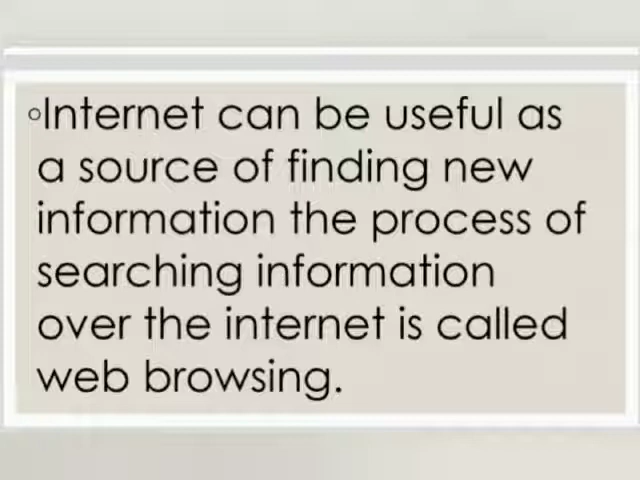 ◦Internet can be useful as
a source of finding new
information the process of
searching information
over the internet is called
web browsing.